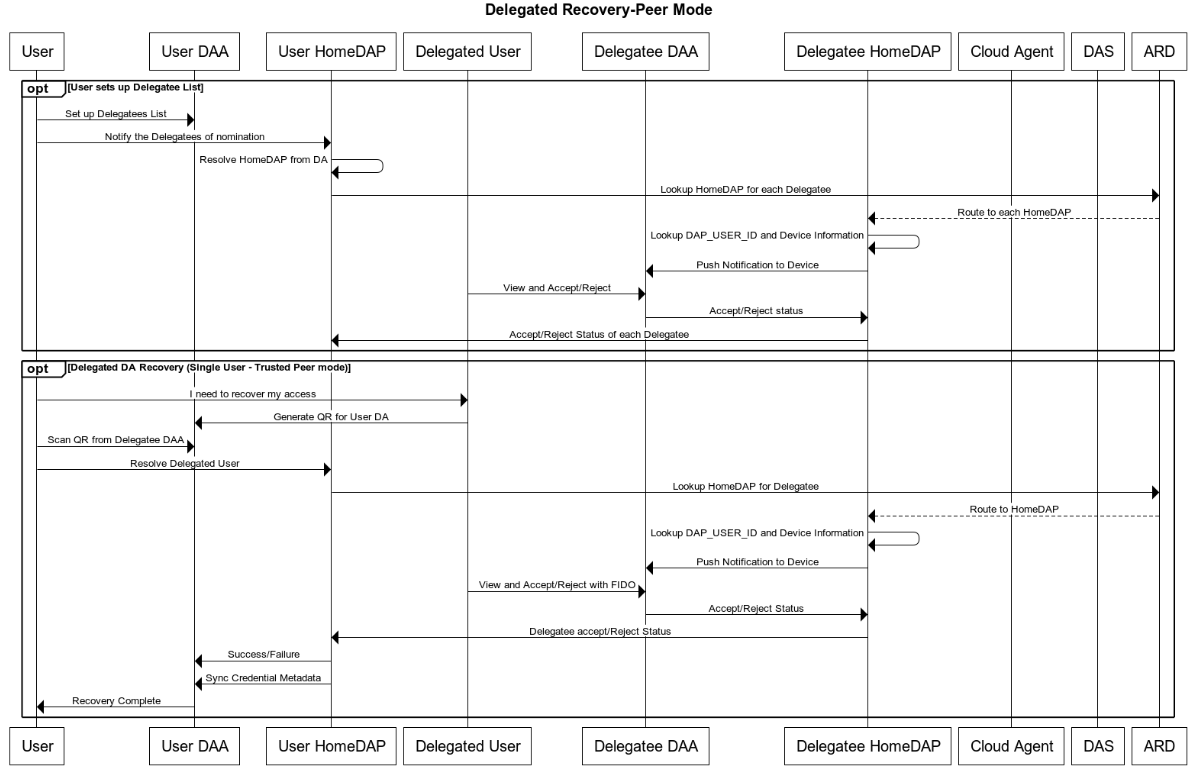 Delegated Recovery-Peer Mode
User
User DAA
User HomeDAP
Delegated User
Delegatee DAA
Delegatee HomeDAP
Cloud Agent
DAS
ARD
opt
[User sets up Delegatee List]
Set up Delegatees List
Notify the Delegatees of nomination
Resolve HomeDAP from DA
Lookup HomeDAP for each Delegatee
Route to each HomeDAP
Lookup DAP_USER_ID and Device Information
Push Notification to Device
View and Accept/Reject
Accept/Reject status
Accept/Reject Status of each Delegatee
opt
[Delegated DA Recovery (Single User - Trusted Peer mode)]
I need to recover my access
Generate QR for User DA
Scan QR from Delegatee DAA
Resolve Delegated User
Lookup HomeDAP for Delegatee
Route to HomeDAP
Lookup DAP_USER_ID and Device Information
Push Notification to Device
View and Accept/Reject with FIDO
Accept/Reject Status
Delegatee accept/Reject Status
Success/Failure
Sync Credential Metadata
Recovery Complete
User
User DAA
User HomeDAP
Delegated User
Delegatee DAA
Delegatee HomeDAP
Cloud Agent
DAS
ARD